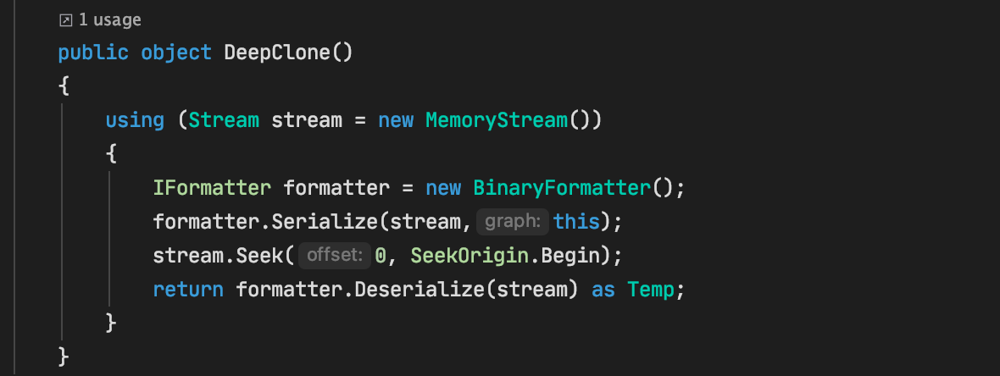 1 usage
public object DeepClone()
{
using (Stream stream = new MemoryStream())
{
IFormatter formatter = new BinaryFormatter();
formatter.Serialize(stream, graph: this);
stream.Seek( offset: 0, SeekOrigin.Begin);
return formatter.Deserialize(stream) as Temp;
}
}